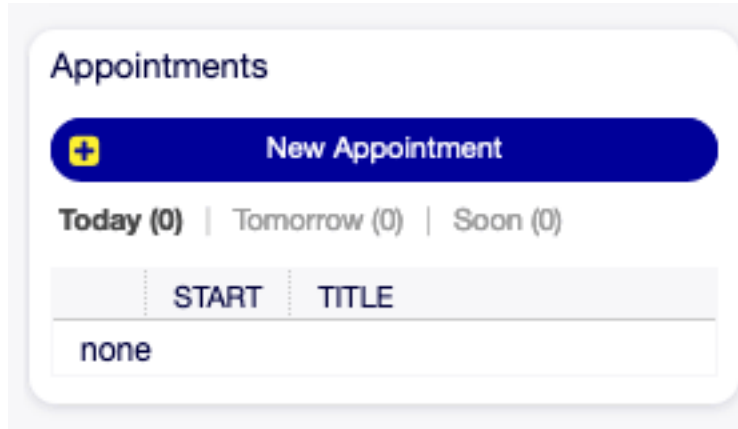 Appointments
New Appointment
Today (0) | Tomorrow (0) | Soon (0)
START TITLE
none